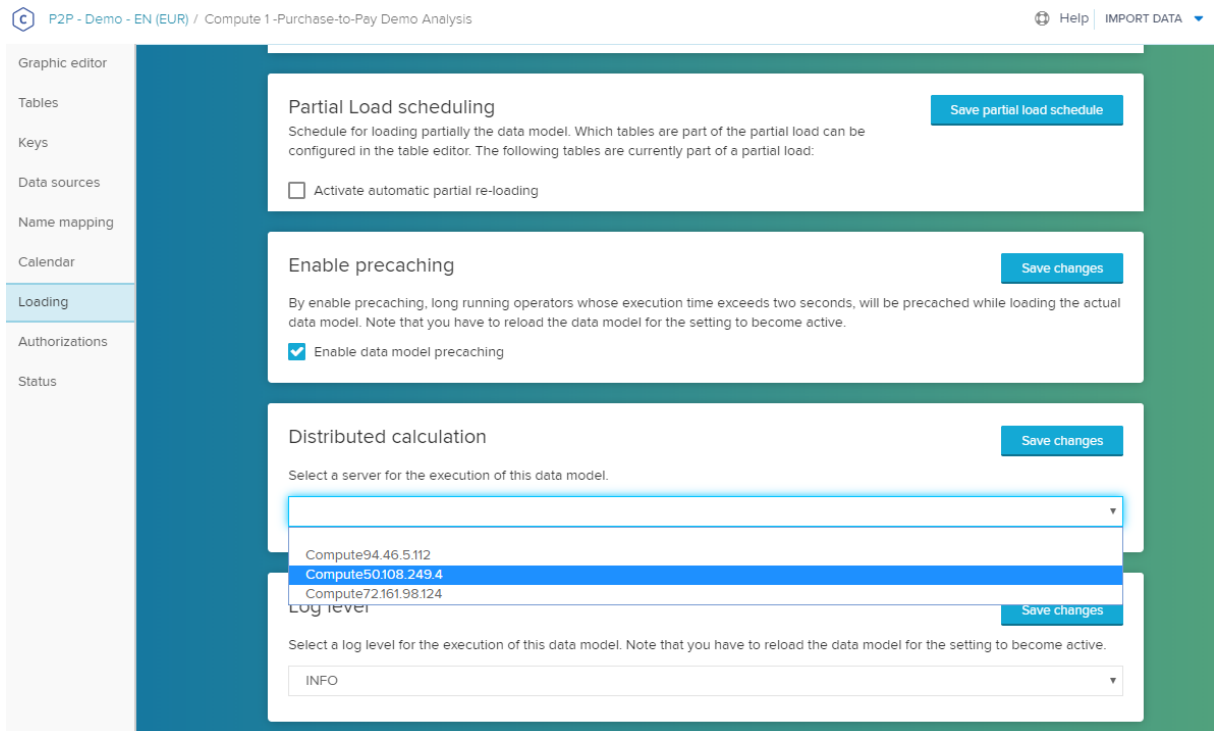 C
P2P - Demo - EN (EUR) / Compute 1 -Purchase-to-Pay Demo Analysis
Help
IMPORT DATA
Graphic editor
Tables
Keys
Data sources
Name mapping
Calendar
Loading
Authorizations
Status
Partial Load scheduling
Save partial load schedule
Schedule for loading partially the data model. Which tables are part of the partial load can be
configured in the table editor. The following tables are currently part of a partial load:
Activate automatic partial re-loading
Enable precaching
Save changes
By enable precaching, long running operators whose execution time exceeds two seconds, will be precached while loading the actual
data model. Note that you have to reload the data model for the setting to become active.
Enable data model precaching
Distributed calculation
Save changes
Select a server for the execution of this data model.
Compute94.46.5.112
Compute50.108.249.4
Compute72.161.98.124
Log level
Save changes
Select a log level for the execution of this data model. Note that you have to reload the data model for the setting to become active.
INFO